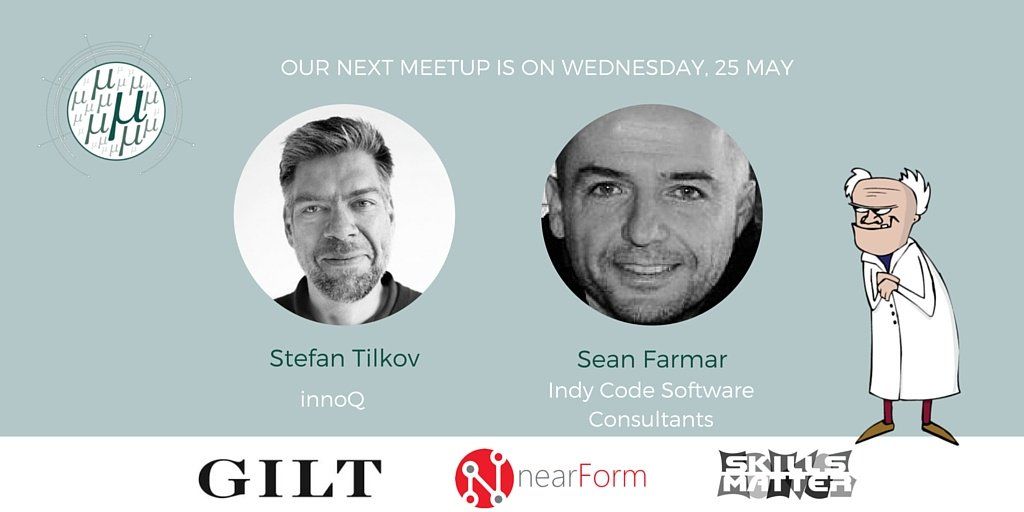 OUR NEXT MEETUP IS ON WEDNESDAY, 25 MAY
µ µ µ µ µ µ µ µ
Stefan Tilkov
innoQ
Sean Farmar
Indy Code Software
Consultants
GILT
nearForm
SKILLS
MATTER